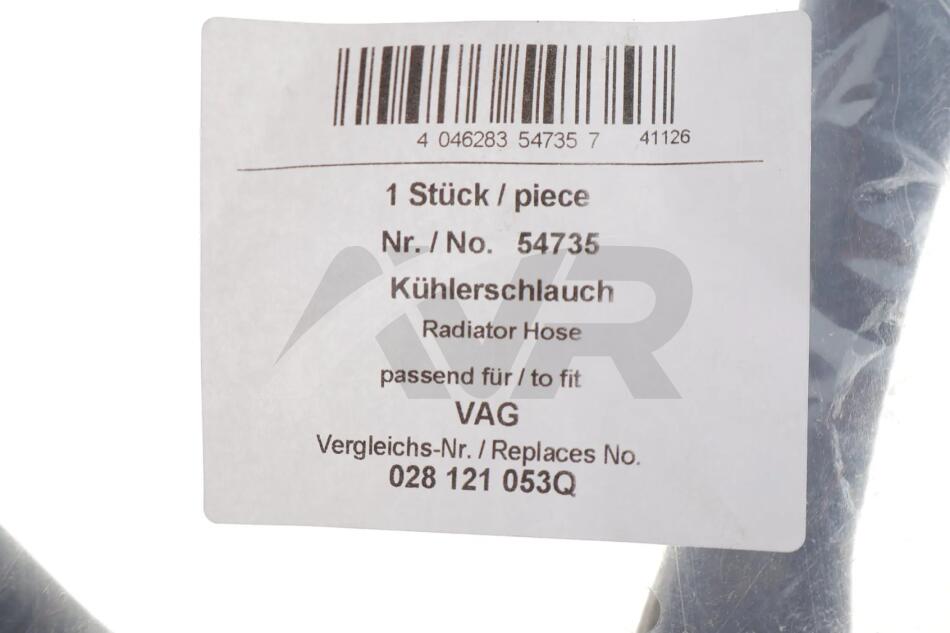 4 046283 54735 7 41126
1 Stück / piece
Nr. / No. 54735
Kühlerschlauch
Radiator Hose
passend für / to fit
VAG
Vergleichs-Nr. / Replaces No.
028 121 053Q